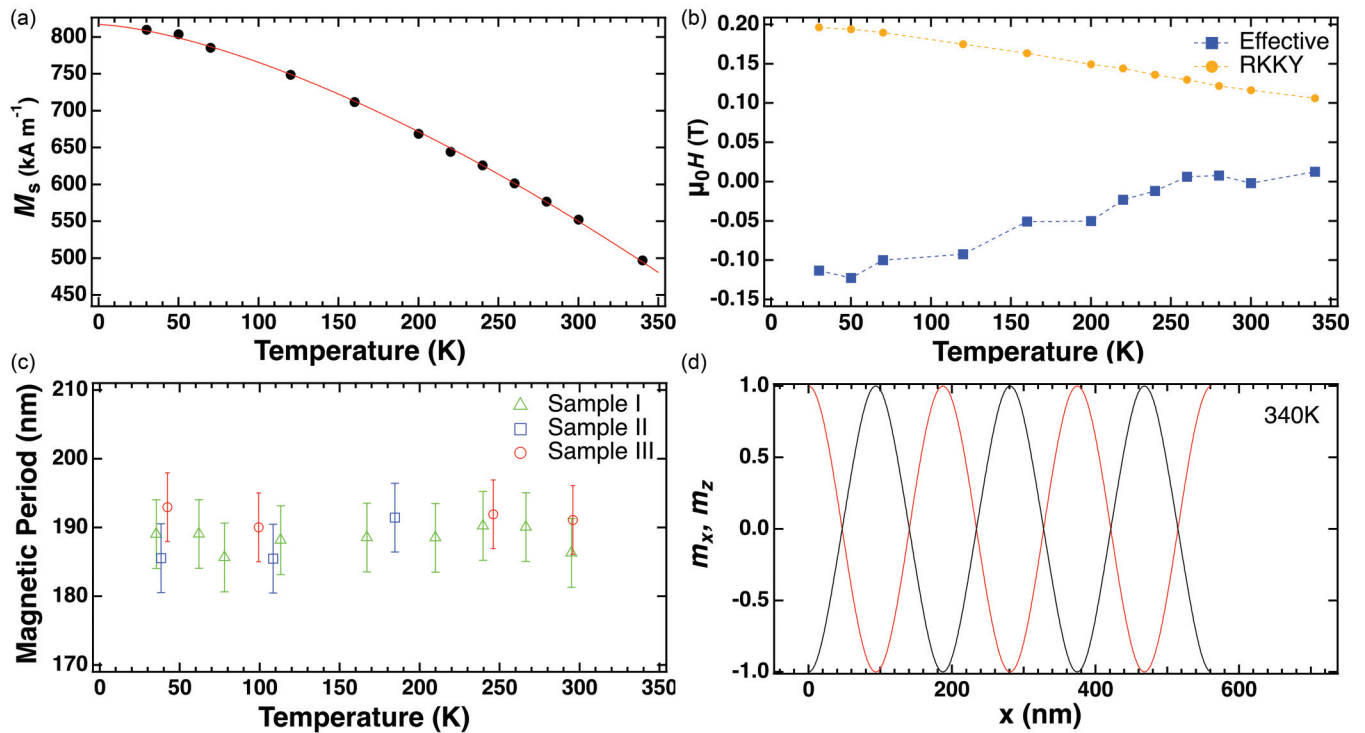 (a)
800
750
700
650
600
550
500
450
Mₛ (kA m⁻¹)
0 50 100 150 200 250 300 350
Temperature (K)
(b)
0.20
0.15
0.10
0.05
0.00
-0.05
-0.10
-0.15
μ₀H (T)
Effective
RKKY
0 50 100 150 200 250 300 350
Temperature (K)
(c)
210
200
190
180
170
Magnetic Period (nm)
Sample I
Sample II
Sample III
0 50 100 150 200 250 300 350
Temperature (K)
(d)
1.0
0.5
0.0
-0.5
-1.0
mₓ, m_z
340K
0 200 400 600
x (nm)